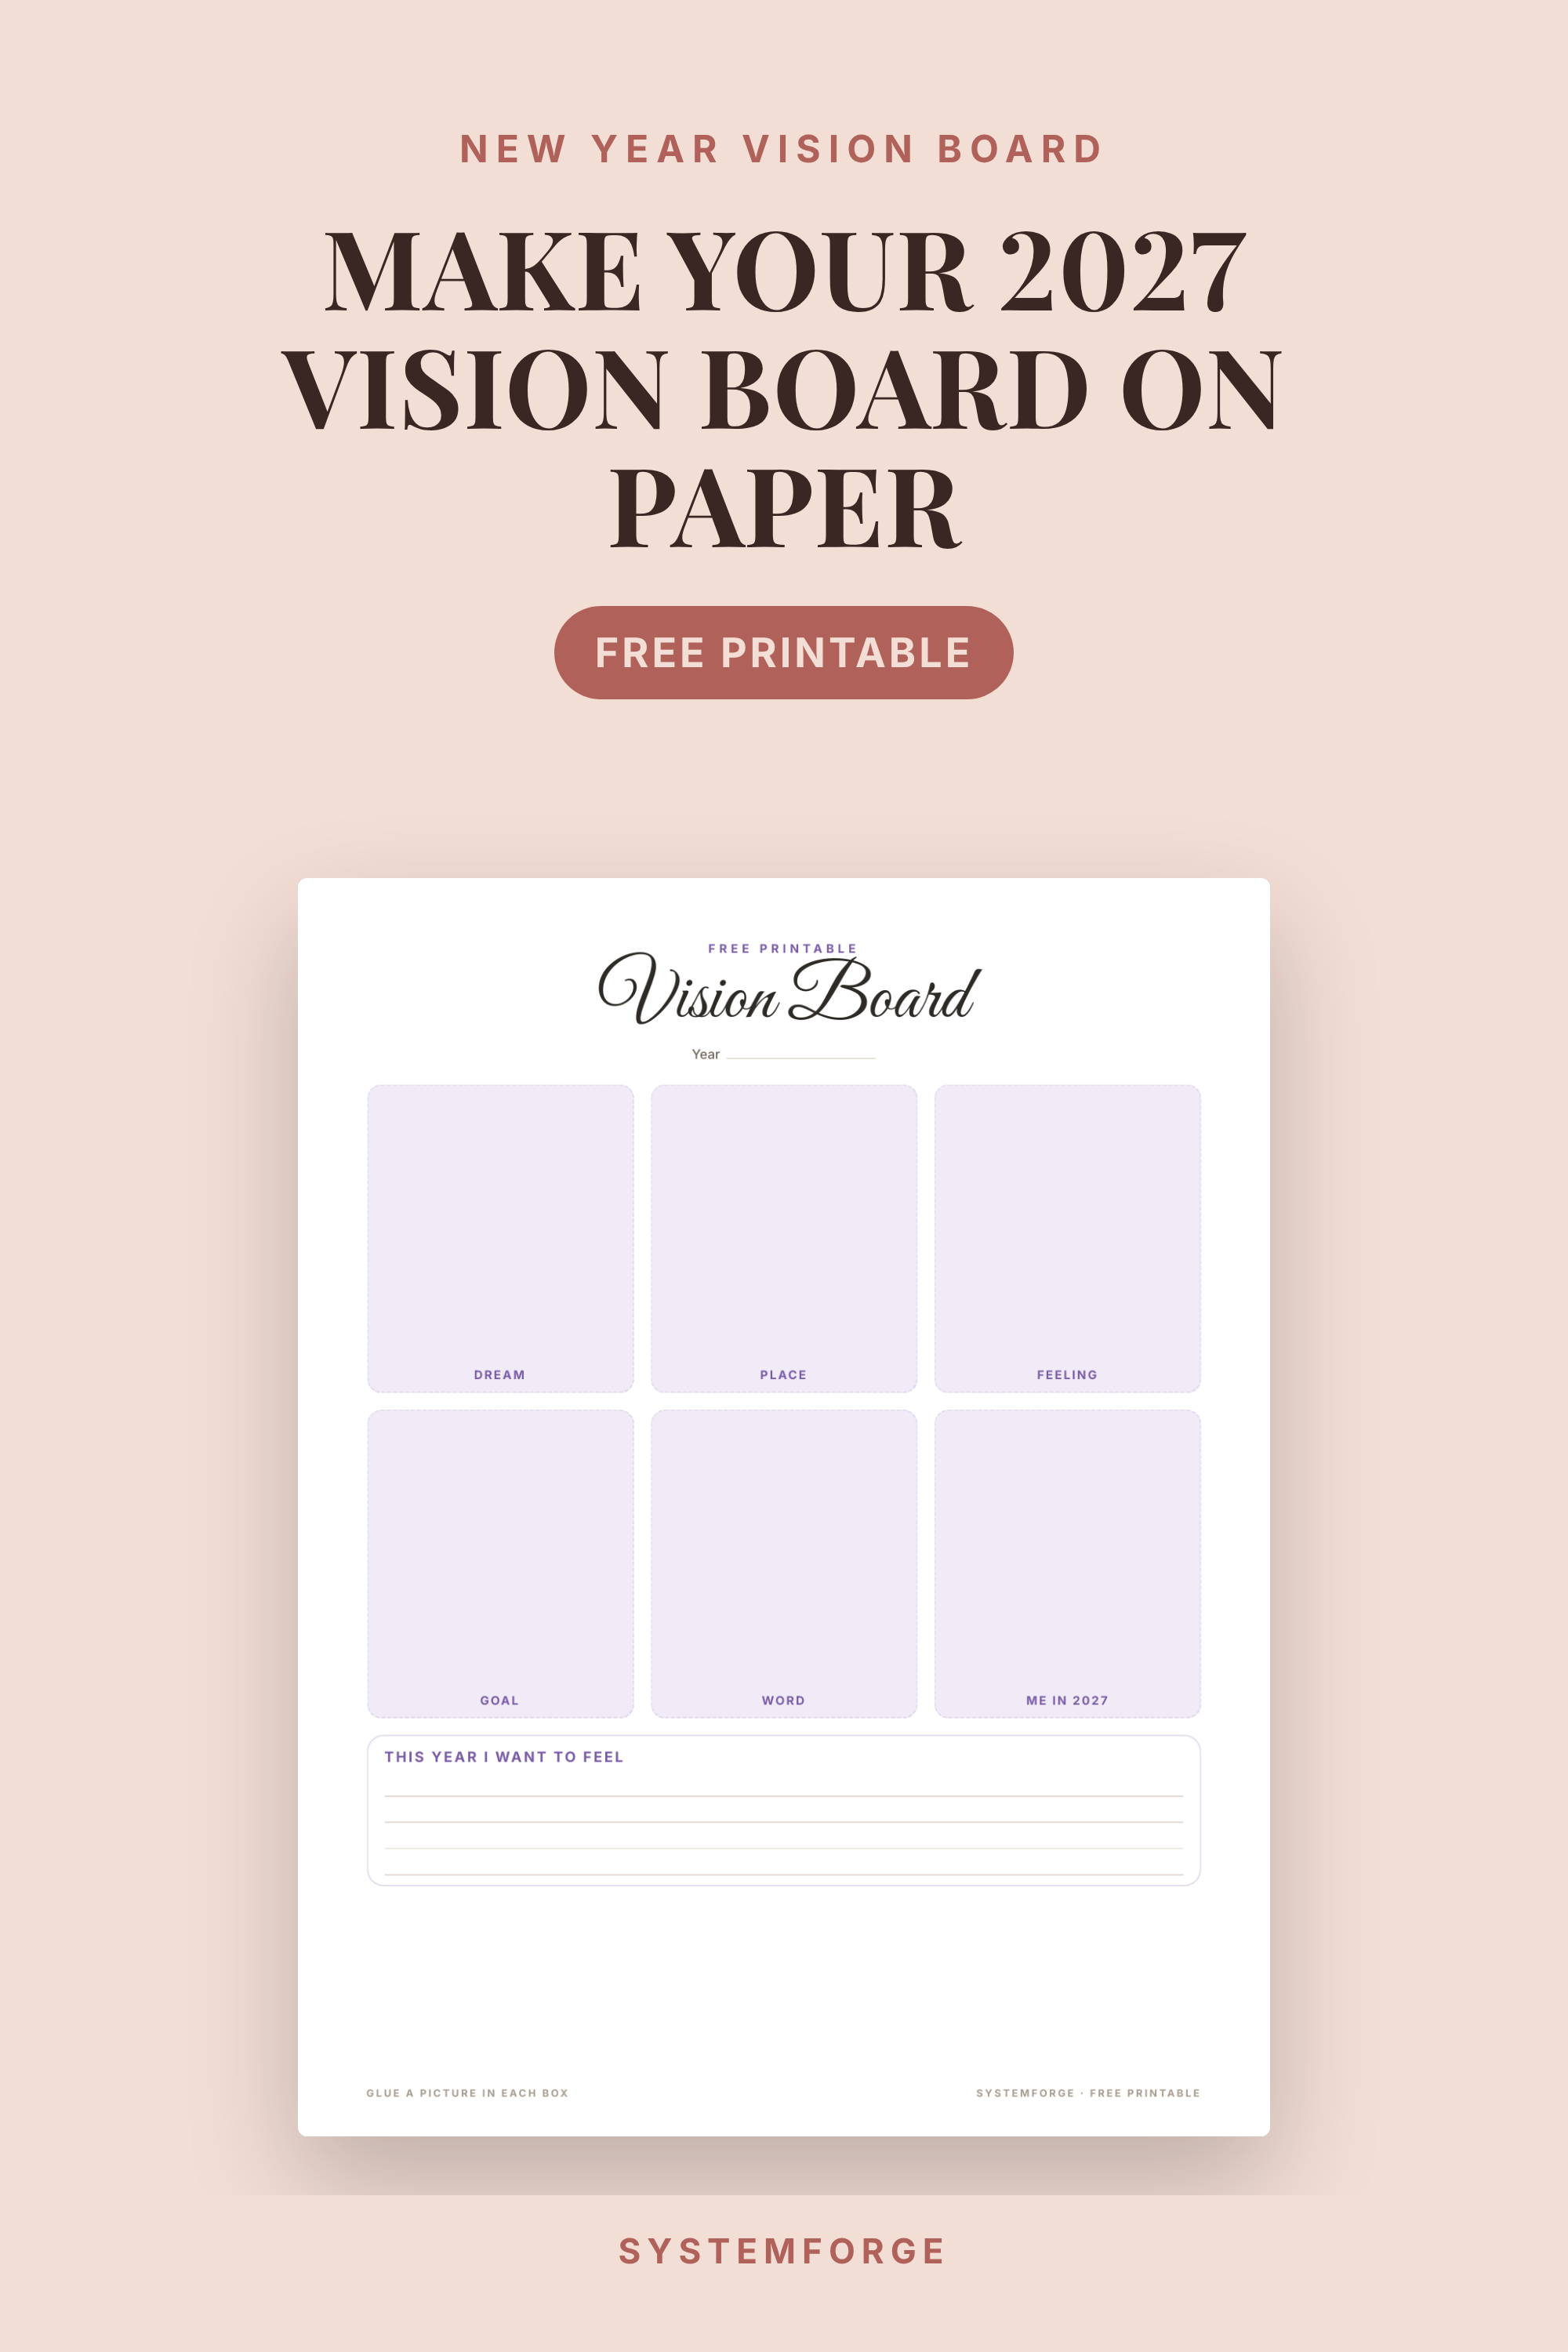 NEW YEAR VISION BOARD
MAKE YOUR 2027
VISION BOARD ON
PAPER
FREE PRINTABLE
FREE PRINTABLE
Vision Board
Year
DREAM
PLACE
FEELING
GOAL
WORD
ME IN 2027
THIS YEAR I WANT TO FEEL
GLUE A PICTURE IN EACH BOX
SYSTEMFORGE · FREE PRINTABLE
SYSTEMFORGE